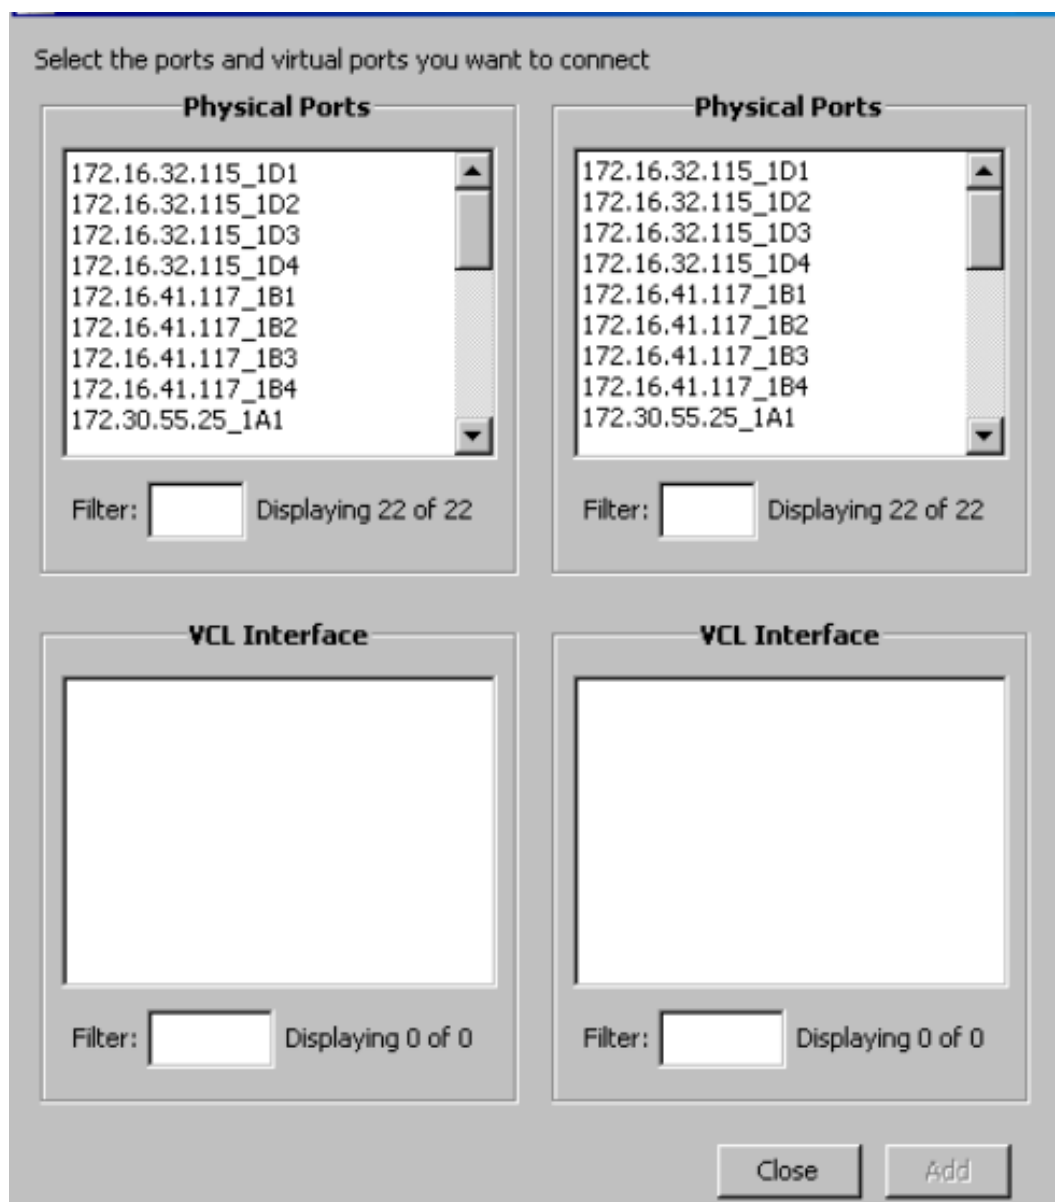 Select the ports and virtual ports you want to connect
Physical Ports
172.16.32.115_1D1
172.16.32.115_1D2
172.16.32.115_1D3
172.16.32.115_1D4
172.16.41.117_1B1
172.16.41.117_1B2
172.16.41.117_1B3
172.16.41.117_1B4
172.30.55.25_1A1
Filter: Displaying 22 of 22
Physical Ports
172.16.32.115_1D1
172.16.32.115_1D2
172.16.32.115_1D3
172.16.32.115_1D4
172.16.41.117_1B1
172.16.41.117_1B2
172.16.41.117_1B3
172.16.41.117_1B4
172.30.55.25_1A1
Filter: Displaying 22 of 22
VCL Interface
Filter: Displaying 0 of 0
VCL Interface
Filter: Displaying 0 of 0
Close Add